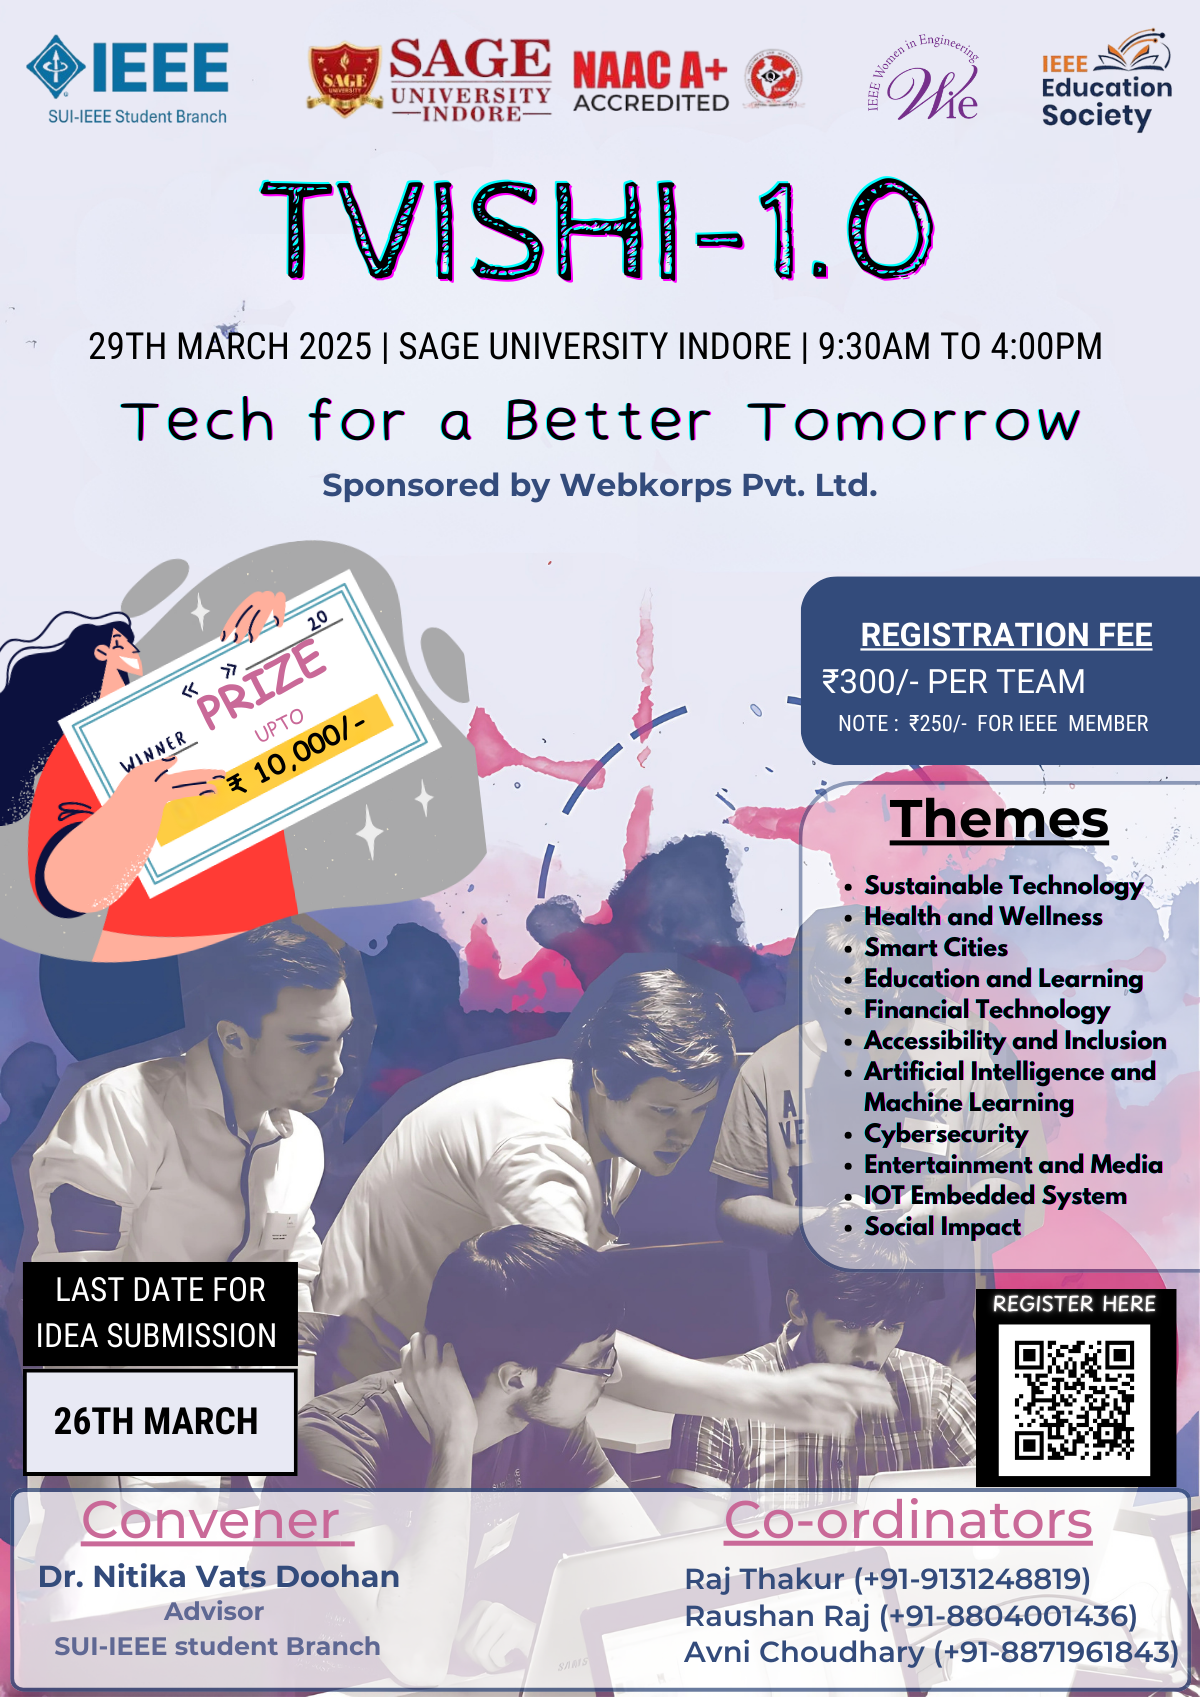 IEEE
SUI-IEEE Student Branch
SAGE
UNIVERSITY
SAGE
UNIVERSITY
INDORE
NAAC A+
ACCREDITED
NAAC
IEEE Women in Engineering
Wie
IEEE
Education
Society
TVISHI-1.0
29TH MARCH 2025 | SAGE UNIVERSITY INDORE | 9:30AM TO 4:00PM
Tech for a Better Tomorrow
Sponsored by Webkorps Pvt. Ltd.
« » 20
PRIZE
WINNER
UPTO
₹ 10,000/-
REGISTRATION FEE
₹300/- PER TEAM
NOTE : ₹250/- FOR IEEE MEMBER
Themes
• Sustainable Technology
• Health and Wellness
• Smart Cities
• Education and Learning
• Financial Technology
• Accessibility and Inclusion
• Artificial Intelligence and
Machine Learning
• Cybersecurity
• Entertainment and Media
• IOT Embedded System
• Social Impact
LAST DATE FOR
IDEA SUBMISSION
26TH MARCH
REGISTER HERE
Convener
Dr. Nitika Vats Doohan
Advisor
SUI-IEEE student Branch
Co-ordinators
Raj Thakur (+91-9131248819)
Raushan Raj (+91-8804001436)
Avni Choudhary (+91-8871961843)
SAMS